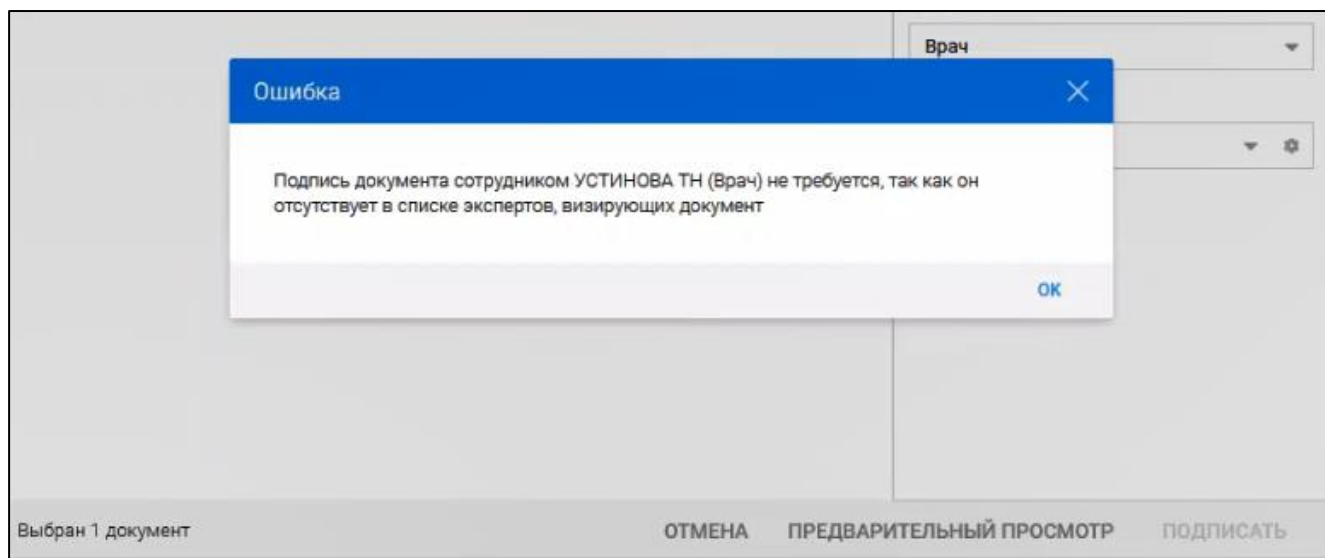 Врач
Ошибка
Подпись документа сотрудником УСТИНОВА ТН (Врач) не требуется, так как он
отсутствует в списке экспертов, визирующих документ
ОК
Выбран 1 документ
ОТМЕНА
ПРЕДВАРИТЕЛЬНЫЙ ПРОСМОТР
ПОДПИСАТЬ